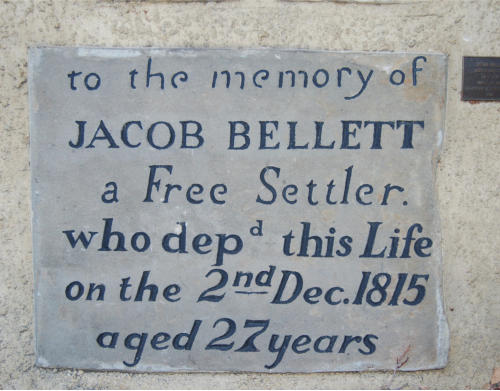 to the memory of
JACOB BELLETT
a Free Settler.
who depd this Life
on the 2nd Dec. 1815
aged 27 years